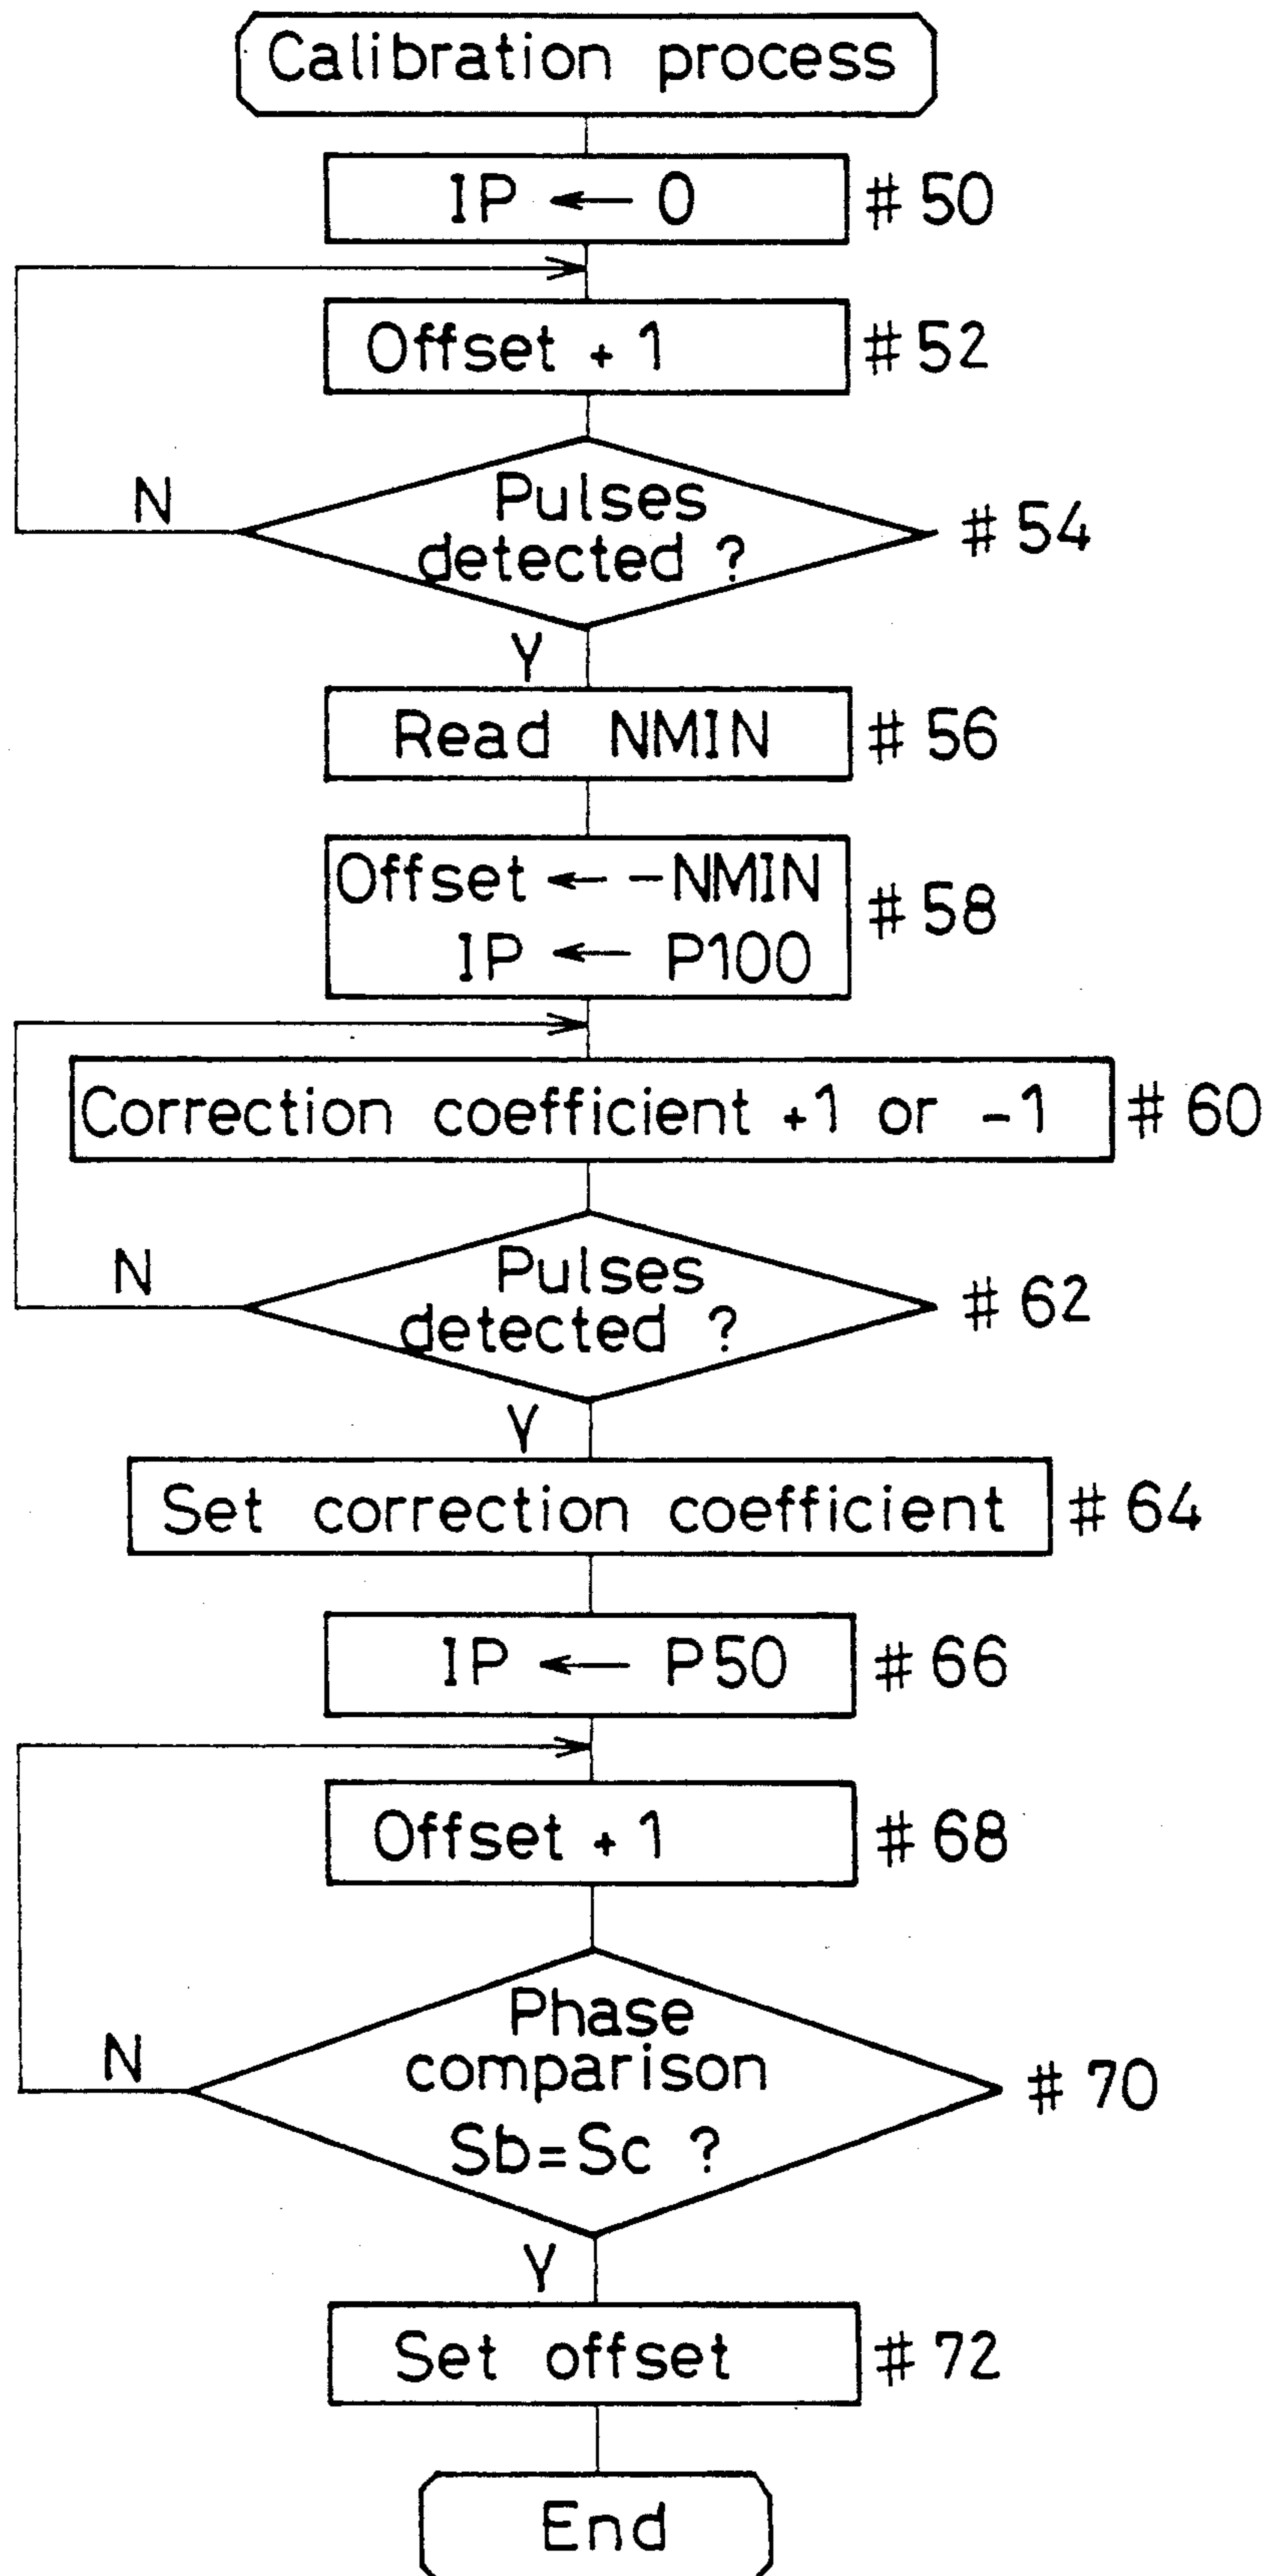 Calibration process
IP ← 0 #50
Offset + 1 #52
Pulses
detected ? #54
N
Y
Read NMIN #56
Offset ← -NMIN
IP ← P100
#58
Correction coefficient +1 or -1 #60
Pulses
detected ? #62
N
Y
Set correction coefficient #64
IP ← P50 #66
Offset + 1 #68
Phase
comparison
Sb=Sc ?
#70
N
Y
Set offset #72
End